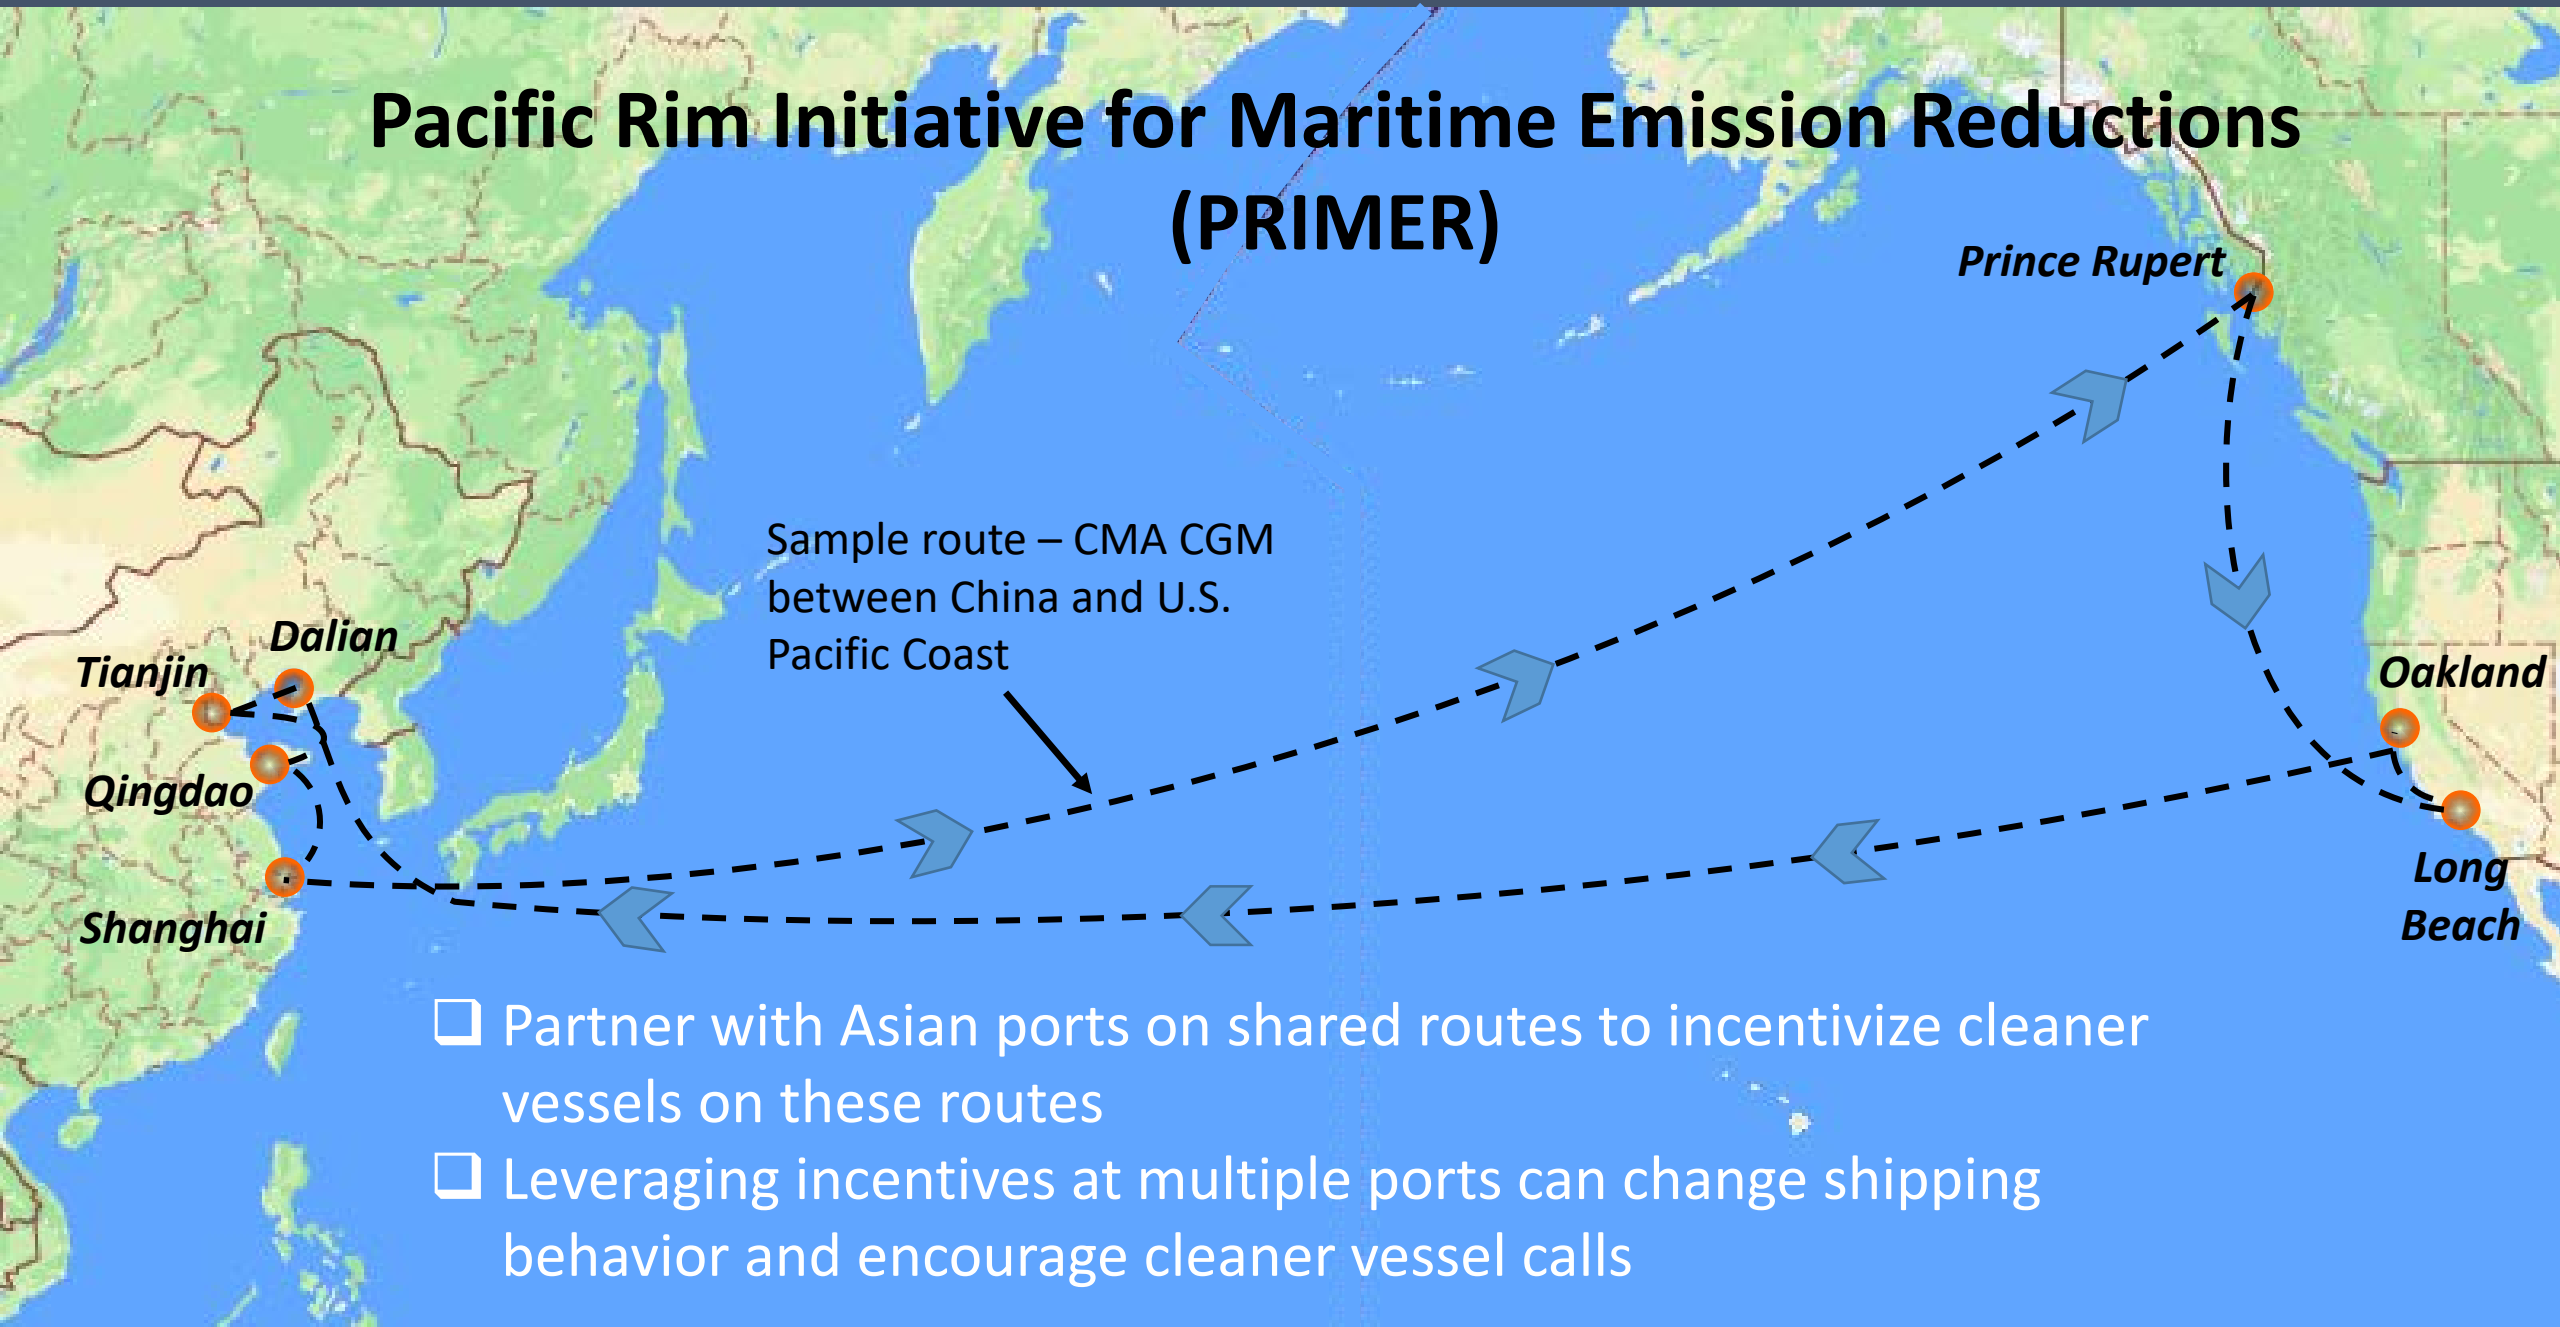 Pacific Rim Initiative for Maritime Emission Reductions
(PRIMER)
Prince Rupert
Sample route – CMA CGM
between China and U.S.
Pacific Coast
Dalian
Tianjin
Qingdao
Shanghai
Oakland
Long
Beach
❑ Partner with Asian ports on shared routes to incentivize cleaner
vessels on these routes
❑ Leveraging incentives at multiple ports can change shipping
behavior and encourage cleaner vessel calls